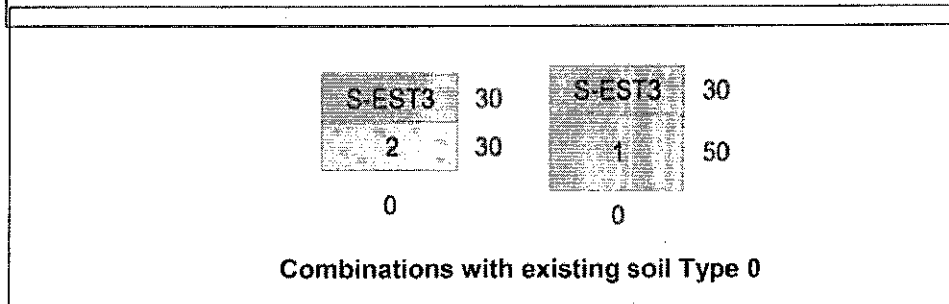 S-EST3 30 S-EST3 30
2 30 1 50
0 0
Combinations with existing soil Type 0